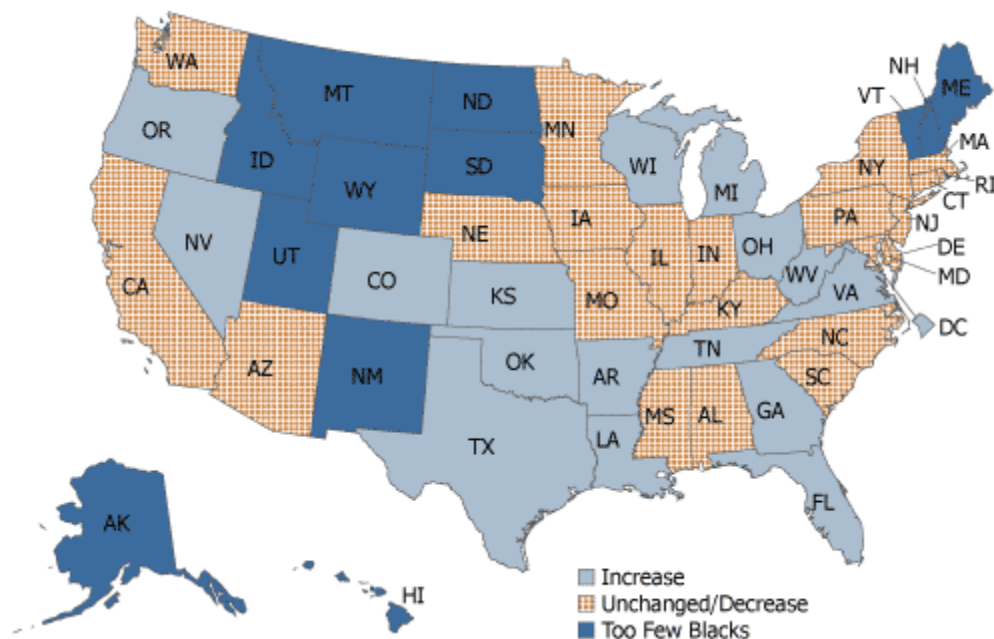 WA
MT
ND
MN
NH
ME
VT
OR
ID
SD
WI
MA
MI
NY
RI
WY
CT
IA
PA
NE
NJ
NV
UT
IL
IN
OH
DE
CO
WV
MD
CA
KS
MO
KY
VA
DC
AZ
NM
OK
AR
TN
NC
SC
MS
AL
GA
TX
LA
FL
AK
HI
Increase
Unchanged/Decrease
Too Few Blacks